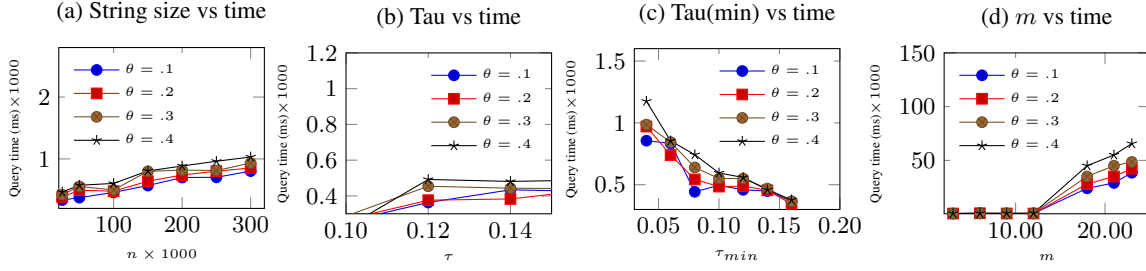 (a) String size vs time
Query time (ms)×1000
2
1
100
200
300
n × 1000
θ = .1
θ = .2
θ = .3
θ = .4
(b) Tau vs time
Query time (ms)×1000
1.2
1
0.8
0.6
0.4
0.10
0.12
0.14
τ
θ = .1
θ = .2
θ = .3
θ = .4
(c) Tau(min) vs time
Query time (ms)×1000
1.5
1
0.5
0.05
0.10
0.15
0.20
τmin
θ = .1
θ = .2
θ = .3
θ = .4
(d) m vs time
Query time (ms)×1000
150
100
50
10.00
20.00
m
θ = .1
θ = .2
θ = .3
θ = .4